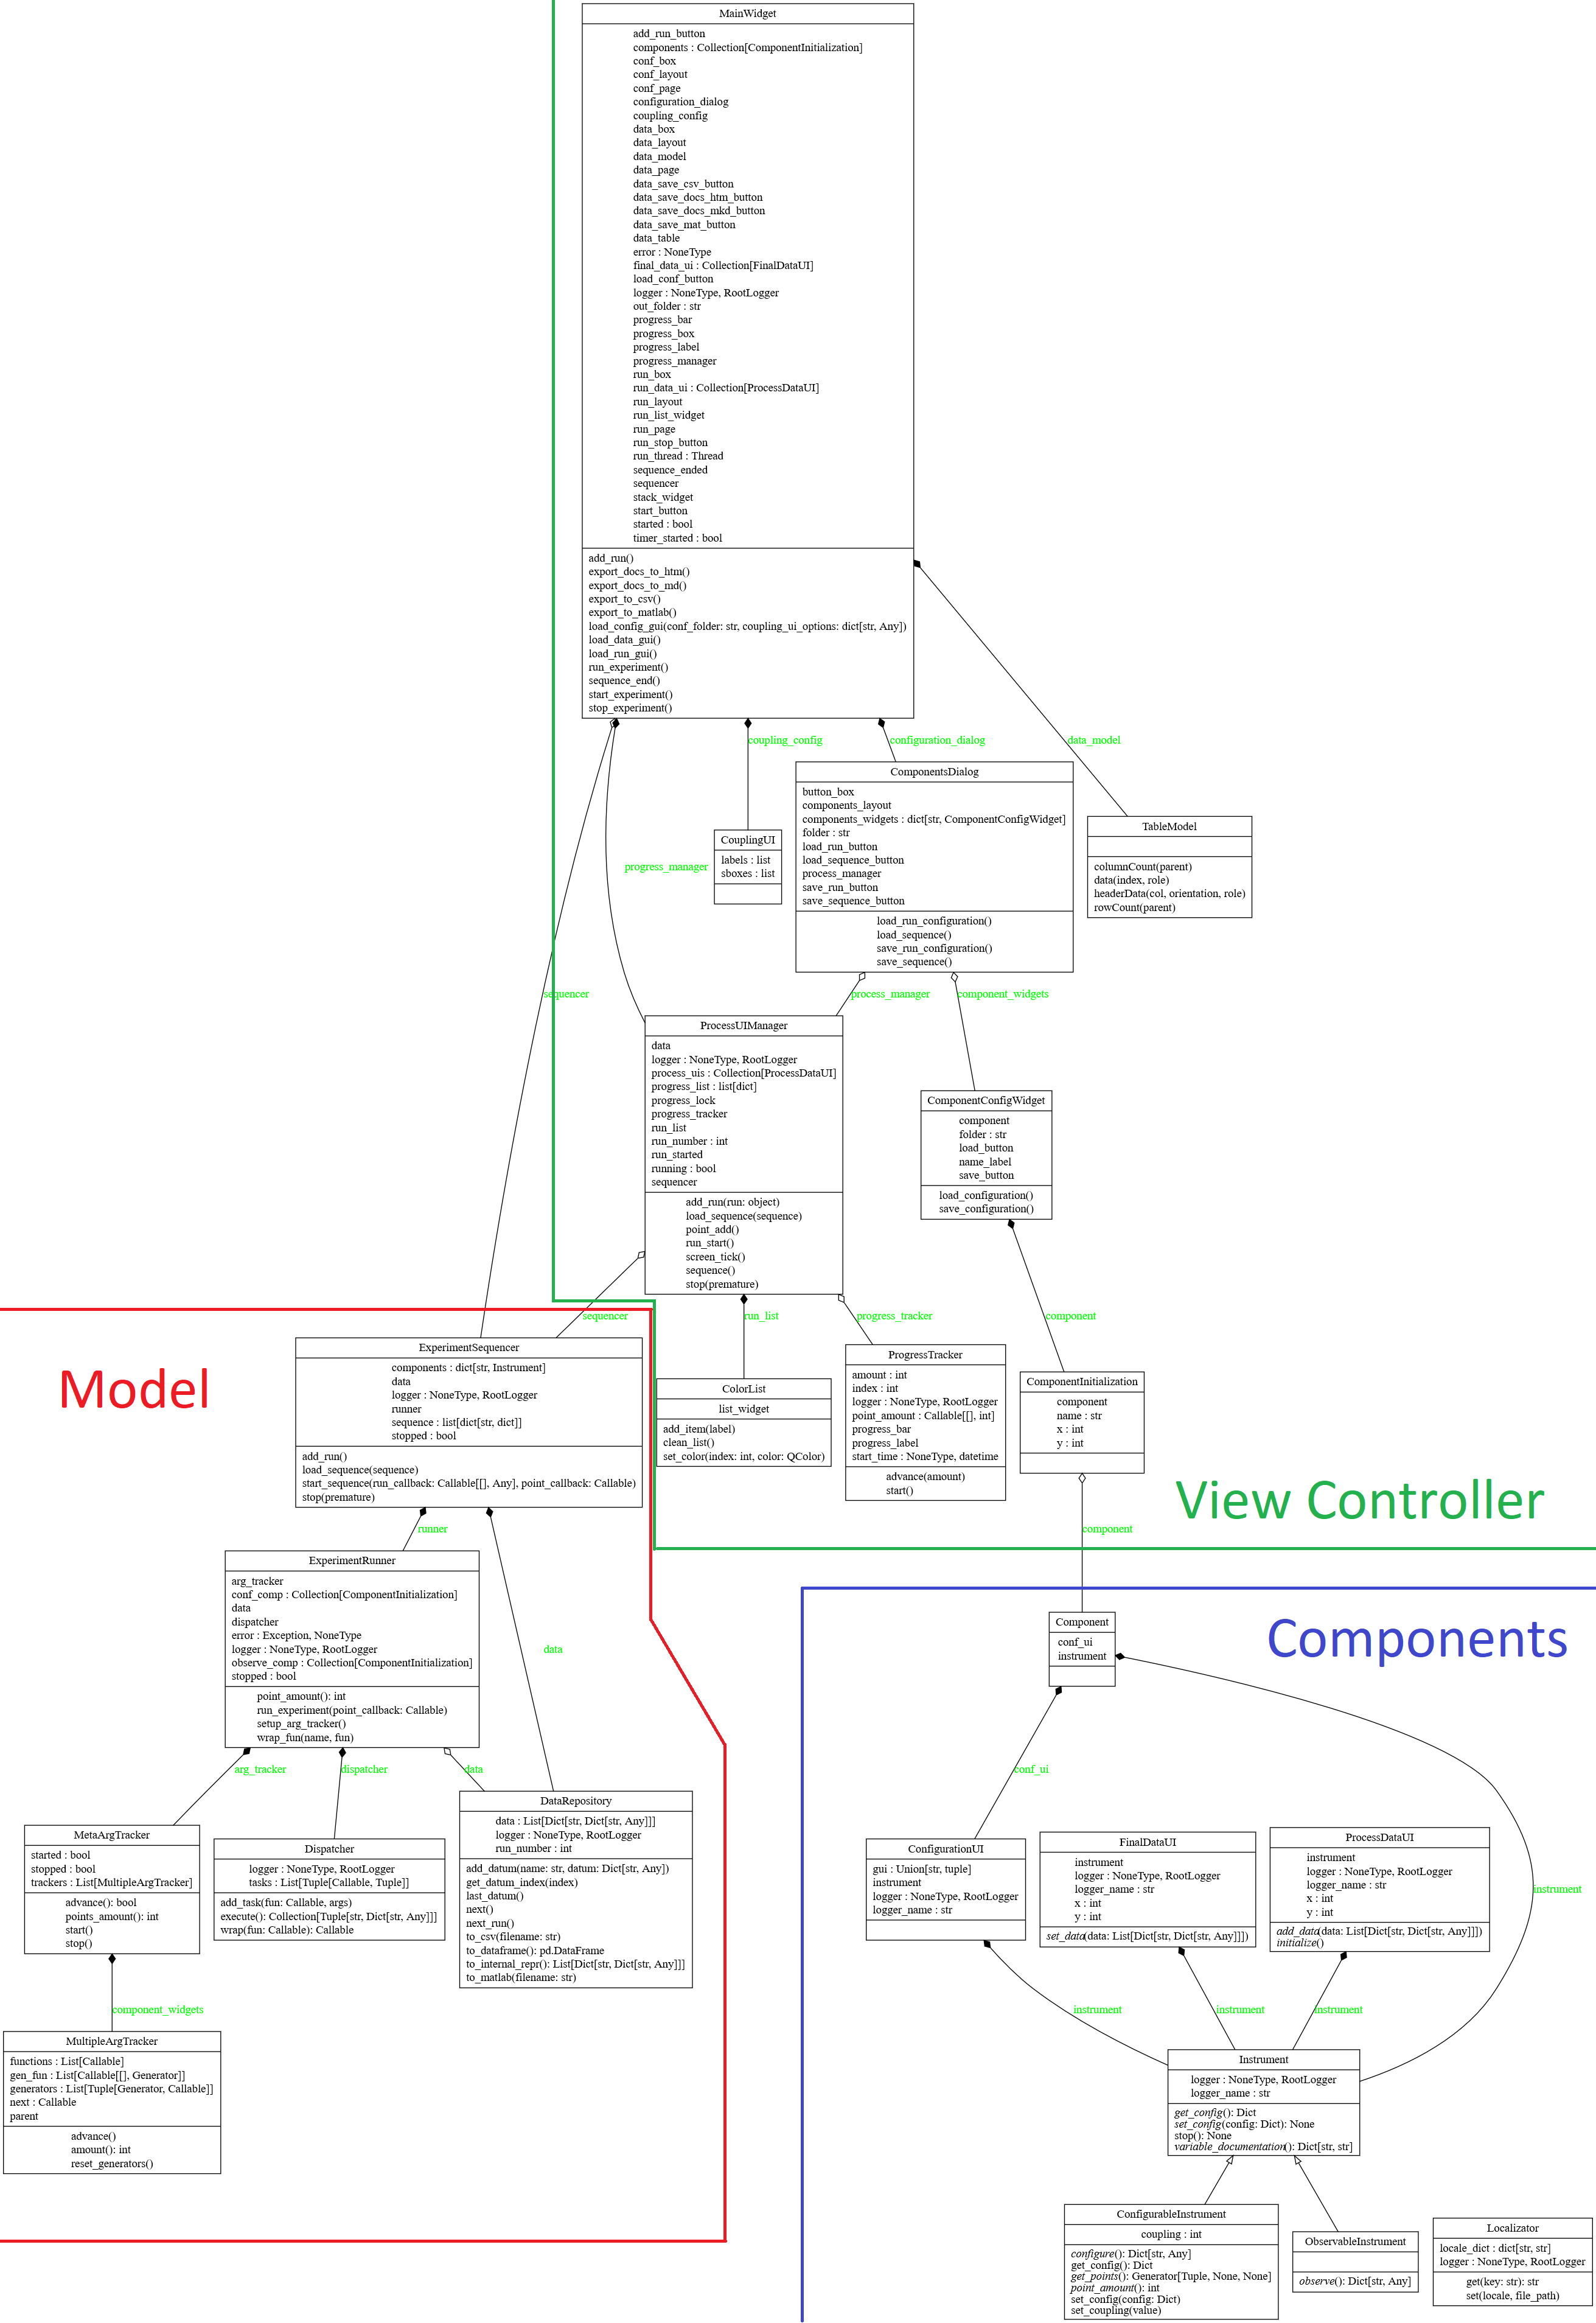 MainWidget
add_run_button
components : Collection[ComponentInitialization]
conf_box
conf_layout
conf_page
configuration_dialog
coupling_config
data_box
data_layout
data_model
data_page
data_save_csv_button
data_save_docs_htm_button
data_save_docs_mkd_button
data_save_mat_button
data_table
error : NoneType
final_data_ui : Collection[FinalDataUI]
load_conf_button
logger : NoneType, RootLogger
out_folder : str
progress_bar
progress_box
progress_label
progress_manager
run_box
run_data_ui : Collection[ProcessDataUI]
run_layout
run_list_widget
run_page
run_stop_button
run_thread : Thread
sequence_ended
sequencer
stack_widget
start_button
started : bool
timer_started : bool
add_run()
export_docs_to_htm()
export_docs_to_md()
export_to_csv()
export_to_matlab()
load_config_gui(conf_folder: str, coupling_ui_options: dict[str, Any])
load_data_gui()
load_run_gui()
run_experiment()
sequence_end()
start_experiment()
stop_experiment()
coupling_config
configuration_dialog
data_model
ComponentsDialog
button_box
components_layout
components_widgets : dict[str, ComponentConfigWidget]
folder : str
load_run_button
load_sequence_button
process_manager
save_run_button
save_sequence_button
load_run_configuration()
load_sequence()
save_run_configuration()
save_sequence()
TableModel
columnCount(parent)
data(index, role)
headerData(col, orientation, role)
rowCount(parent)
CouplingUI
labels : list
sboxes : list
progress_manager
sequencer
process_manager
component_widgets
ProcessUIManager
data
logger : NoneType, RootLogger
process_uis : Collection[ProcessDataUI]
progress_list : list[dict]
progress_lock
progress_tracker
run_list
run_number : int
run_started
running : bool
sequencer
add_run(run: object)
load_sequence(sequence)
point_add()
run_start()
screen_tick()
sequence()
stop(premature)
ComponentConfigWidget
component
folder : str
load_button
name_label
save_button
load_configuration()
save_configuration()
sequencer
run_list
progress_tracker
component
Model
ExperimentSequencer
components : dict[str, Instrument]
data
logger : NoneType, RootLogger
runner
sequence : list[dict[str, dict]]
stopped : bool
add_run()
load_sequence(sequence)
start_sequence(run_callback: Callable[[], Any], point_callback: Callable)
stop(premature)
ColorList
list_widget
add_item(label)
clean_list()
set_color(index: int, color: QColor)
ProgressTracker
amount : int
index : int
logger : NoneType, RootLogger
point_amount : Callable[[], int]
progress_bar
progress_label
start_time : NoneType, datetime
advance(amount)
start()
ComponentInitialization
component
name : str
x : int
y : int
View Controller
runner
component
ExperimentRunner
arg_tracker
conf_comp : Collection[ComponentInitialization]
data
dispatcher
error : Exception, NoneType
logger : NoneType, RootLogger
observe_comp : Collection[ComponentInitialization]
stopped : bool
point_amount(): int
run_experiment(point_callback: Callable)
setup_arg_tracker()
wrap_fun(name, fun)
data
Component
conf_ui
instrument
Components
arg_tracker
dispatcher
data
conf_ui
MetaArgTracker
started : bool
stopped : bool
trackers : List[MultipleArgTracker]
advance(): bool
points_amount(): int
start()
stop()
Dispatcher
logger : NoneType, RootLogger
tasks : List[Tuple[Callable, Tuple]]
add_task(fun: Callable, args)
execute(): Collection[Tuple[str, Dict[str, Any]]]
wrap(fun: Callable): Callable
DataRepository
data : List[Dict[str, Dict[str, Any]]]
logger : NoneType, RootLogger
run_number : int
add_datum(name: str, datum: Dict[str, Any])
get_datum_index(index)
last_datum()
next()
next_run()
to_csv(filename: str)
to_dataframe(): pd.DataFrame
to_internal_repr(): List[Dict[str, Dict[str, Any]]]
to_matlab(filename: str)
ConfigurationUI
gui : Union[str, tuple]
instrument
logger : NoneType, RootLogger
logger_name : str
FinalDataUI
instrument
logger : NoneType, RootLogger
logger_name : str
x : int
y : int
set_data(data: List[Dict[str, Dict[str, Any]]])
ProcessDataUI
instrument
logger : NoneType, RootLogger
logger_name : str
x : int
y : int
add_data(data: List[Dict[str, Dict[str, Any]]])
initialize()
instrument
component_widgets
instrument
instrument
instrument
MultipleArgTracker
functions : List[Callable]
gen_fun : List[Callable[[], Generator]]
generators : List[Tuple[Generator, Callable]]
next : Callable
parent
advance()
amount(): int
reset_generators()
Instrument
logger : NoneType, RootLogger
logger_name : str
get_config(): Dict
set_config(config: Dict): None
stop(): None
variable_documentation(): Dict[str, str]
ConfigurableInstrument
coupling : int
configure(): Dict[str, Any]
get_config(): Dict
get_points(): Generator[Tuple, None, None]
point_amount(): int
set_config(config: Dict)
set_coupling(value)
ObservableInstrument
observe(): Dict[str, Any]
Localizator
locale_dict : dict[str, str]
logger : NoneType, RootLogger
get(key: str): str
set(locale, file_path)